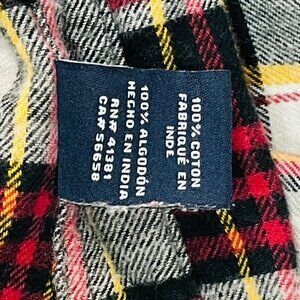 100% COTON
FABRIQUÉ EN
INDE
100% ALGODÓN
HECHO EN INDIA
RN# 41381
CA# 56658